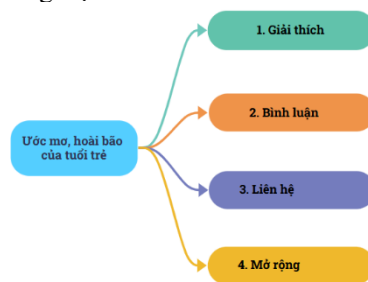 Ước mơ, hoài bão
của tuổi trẻ
1. Giải thích
2. Bình luận
3. Liên hệ
4. Mở rộng